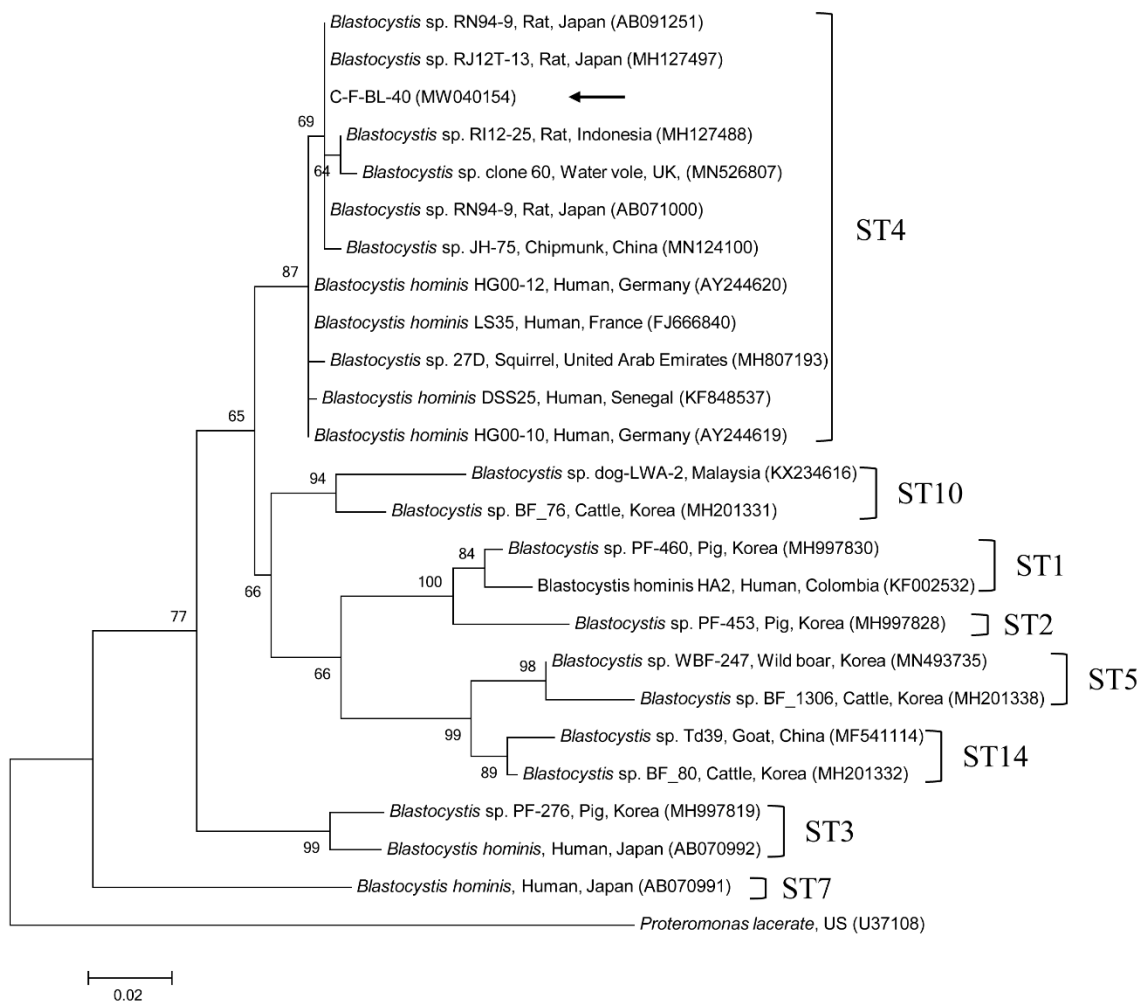 Blastocystis sp. RN94-9, Rat, Japan (AB091251)
Blastocystis sp. RJ12T-13, Rat, Japan (MH127497)
C-F-BL-40 (MW040154)
69
Blastocystis sp. RI12-25, Rat, Indonesia (MH127488)
64
Blastocystis sp. clone 60, Water vole, UK, (MN526807)
Blastocystis sp. RN94-9, Rat, Japan (AB071000)
ST4
Blastocystis sp. JH-75, Chipmunk, China (MN124100)
87
Blastocystis hominis HG00-12, Human, Germany (AY244620)
Blastocystis hominis LS35, Human, France (FJ666840)
Blastocystis sp. 27D, Squirrel, United Arab Emirates (MH807193)
Blastocystis hominis DSS25, Human, Senegal (KF848537)
65
Blastocystis hominis HG00-10, Human, Germany (AY244619)
Blastocystis sp. dog-LWA-2, Malaysia (KX234616)
94
ST10
Blastocystis sp. BF_76, Cattle, Korea (MH201331)
Blastocystis sp. PF-460, Pig, Korea (MH997830)
84
ST1
100
Blastocystis hominis HA2, Human, Colombia (KF002532)
66
77
Blastocystis sp. PF-453, Pig, Korea (MH997828)
ST2
Blastocystis sp. WBF-247, Wild boar, Korea (MN493735)
98
66
ST5
Blastocystis sp. BF_1306, Cattle, Korea (MH201338)
99
Blastocystis sp. Td39, Goat, China (MF541114)
ST14
89
Blastocystis sp. BF_80, Cattle, Korea (MH201332)
Blastocystis sp. PF-276, Pig, Korea (MH997819)
ST3
99
Blastocystis hominis, Human, Japan (AB070992)
Blastocystis hominis, Human, Japan (AB070991)
ST7
Proteromonas lacerate, US (U37108)
0.02